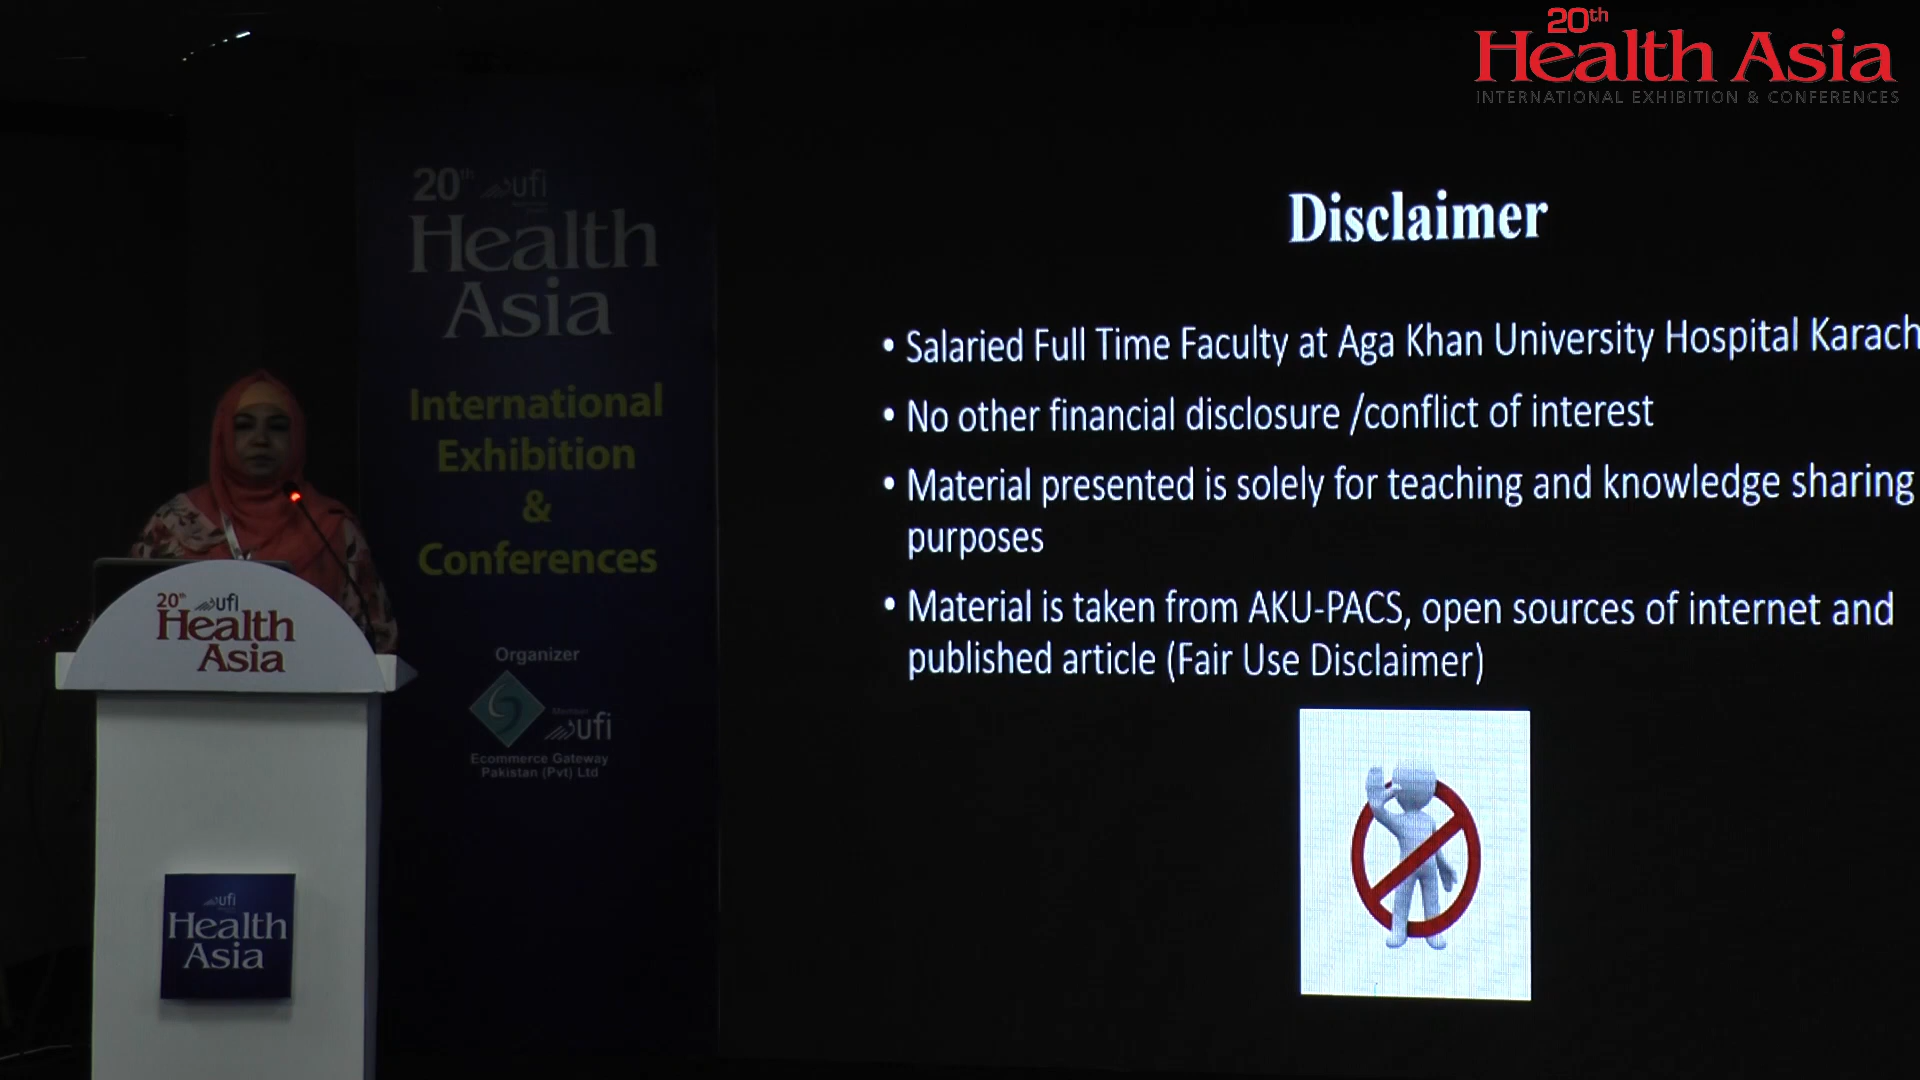 20th
Health Asia
INTERNATIONAL EXHIBITION & CONFERENCES
20th ufi
Health
Asia
International
Exhibition
&
Conferences
Organizer
Member
ufi
Ecommerce Gateway
Pakistan (Pvt) Ltd
20th ufi
Health
Asia
ufi
Health
Asia
Disclaimer
• Salaried Full Time Faculty at Aga Khan University Hospital Karach
• No other financial disclosure /conflict of interest
• Material presented is solely for teaching and knowledge sharing
purposes
• Material is taken from AKU-PACS, open sources of internet and
published article (Fair Use Disclaimer)